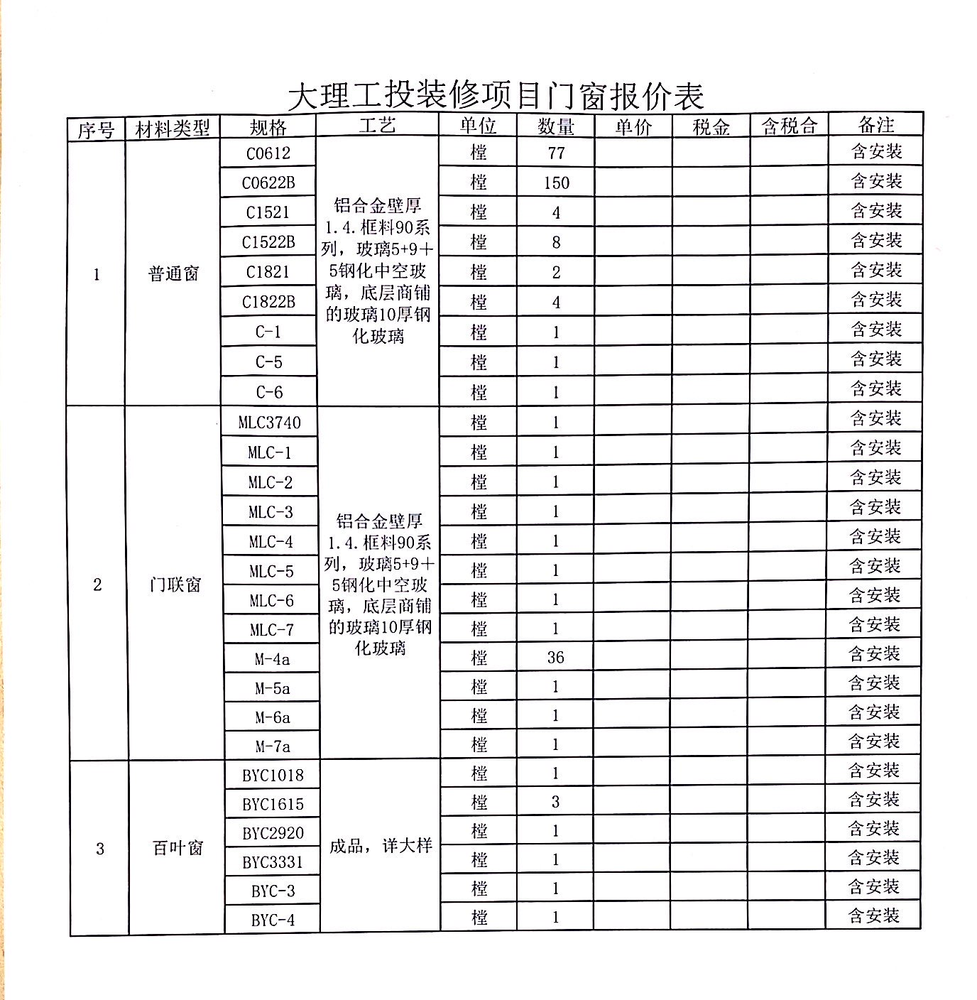 大理工投装修项目门窗报价表
序号 材料类型 规格 工艺 单位 数量 单价 税金 含税合 备注
1 普通窗 铝合金壁厚
1.4.框料90系
列，玻璃5+9+
5钢化中空玻
璃，底层商铺
的玻璃10厚钢
化玻璃
C0612 樘 77 含安装
C0622B 樘 150 含安装
C1521 樘 4 含安装
C1522B 樘 8 含安装
C1821 樘 2 含安装
C1822B 樘 4 含安装
C-1 樘 1 含安装
C-5 樘 1 含安装
C-6 樘 1 含安装
2 门联窗 铝合金壁厚
1.4.框料90系
列，玻璃5+9+
5钢化中空玻
璃，底层商铺
的玻璃10厚钢
化玻璃
MLC3740 樘 1 含安装
MLC-1 樘 1 含安装
MLC-2 樘 1 含安装
MLC-3 樘 1 含安装
MLC-4 樘 1 含安装
MLC-5 樘 1 含安装
MLC-6 樘 1 含安装
MLC-7 樘 1 含安装
M-4a 樘 36 含安装
M-5a 樘 1 含安装
M-6a 樘 1 含安装
M-7a 樘 1 含安装
3 百叶窗 成品，详大样
BYC1018 樘 1 含安装
BYC1615 樘 3 含安装
BYC2920 樘 1 含安装
BYC3331 樘 1 含安装
BYC-3 樘 1 含安装
BYC-4 樘 1 含安装